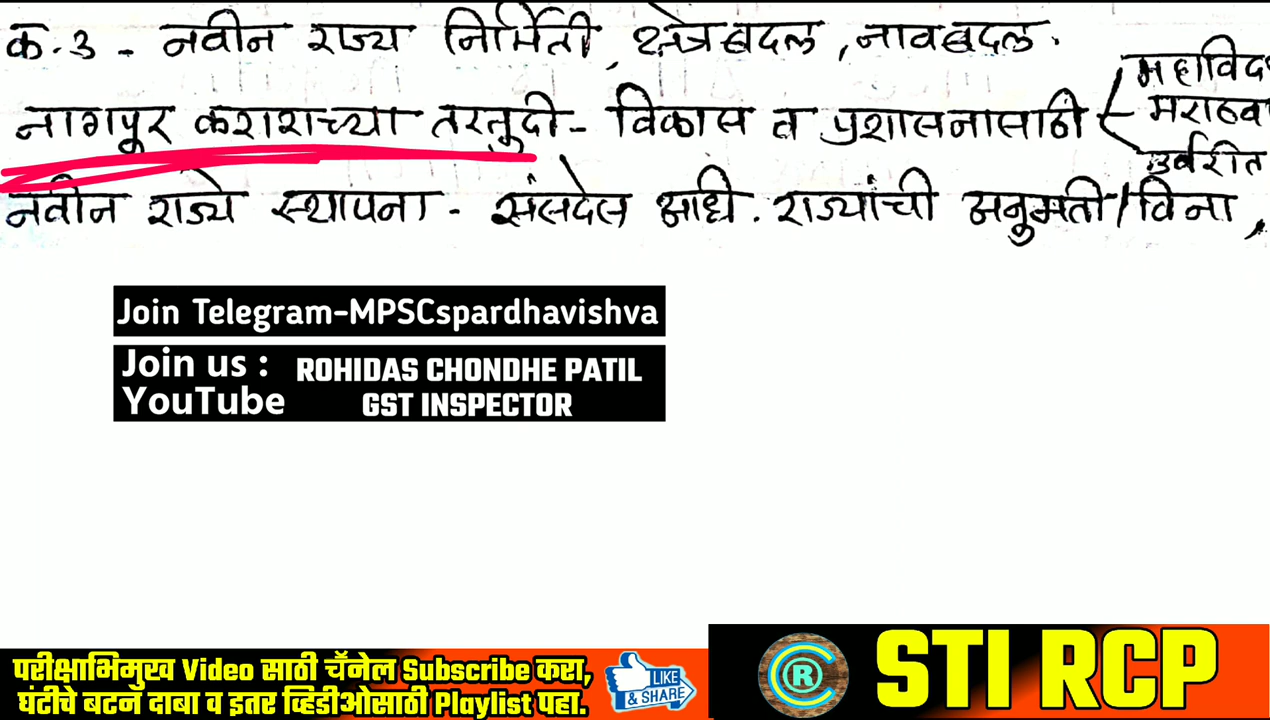 क.3 - नवीन राज्य निर्मिती, क्षेत्रबदल, नावबदल.
महाविद
नागपूर कराराच्या तरतुदी - विकास व प्रशासनासाठी
मराठव
उर्वरीत
नवीन राज्ये स्थापना - संसदेस आधी. राज्यांची अनुमती/विना,
Join Telegram-MPSCspardhavishva
Join us : ROHIDAS CHONDHE PATIL
YouTube GST INSPECTOR
परीक्षाभिमुख Video साठी चॅनेल Subscribe करा,
घंटीचे बटन दाबा व इतर व्हिडीओसाठी Playlist पहा.
LIKE
& SHARE
C R
STI RCP